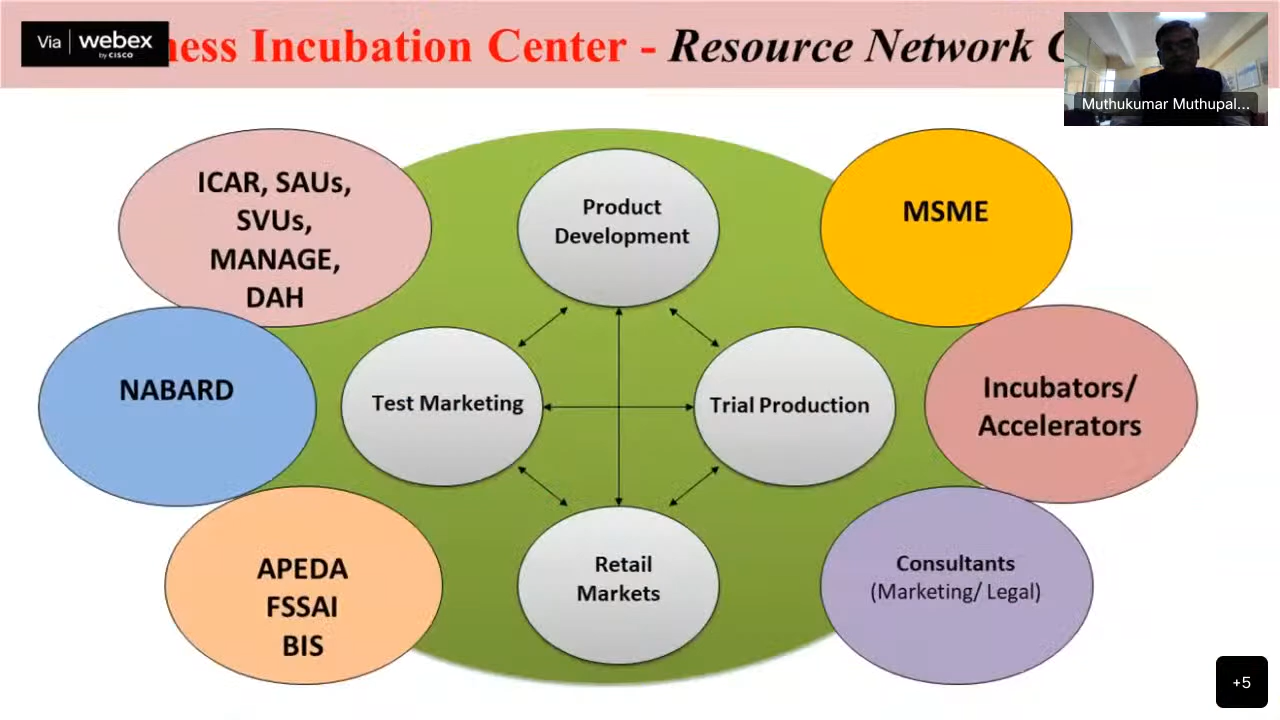 Via webex
by CISCO
ness Incubation Center - Resource Network
Muthukumar Muthupal...
ICAR, SAUs,
SVUs,
MANAGE,
DAH
Product
Development
MSME
NABARD
Test Marketing
Trial Production
Incubators/
Accelerators
APEDA
FSSAI
BIS
Retail
Markets
Consultants
(Marketing/ Legal)
+5